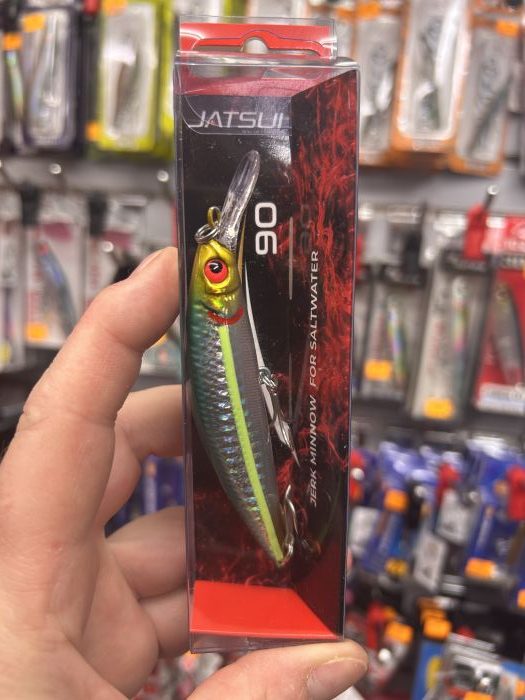 JATSUI
90
JERK MINNOW FOR SALTWATER